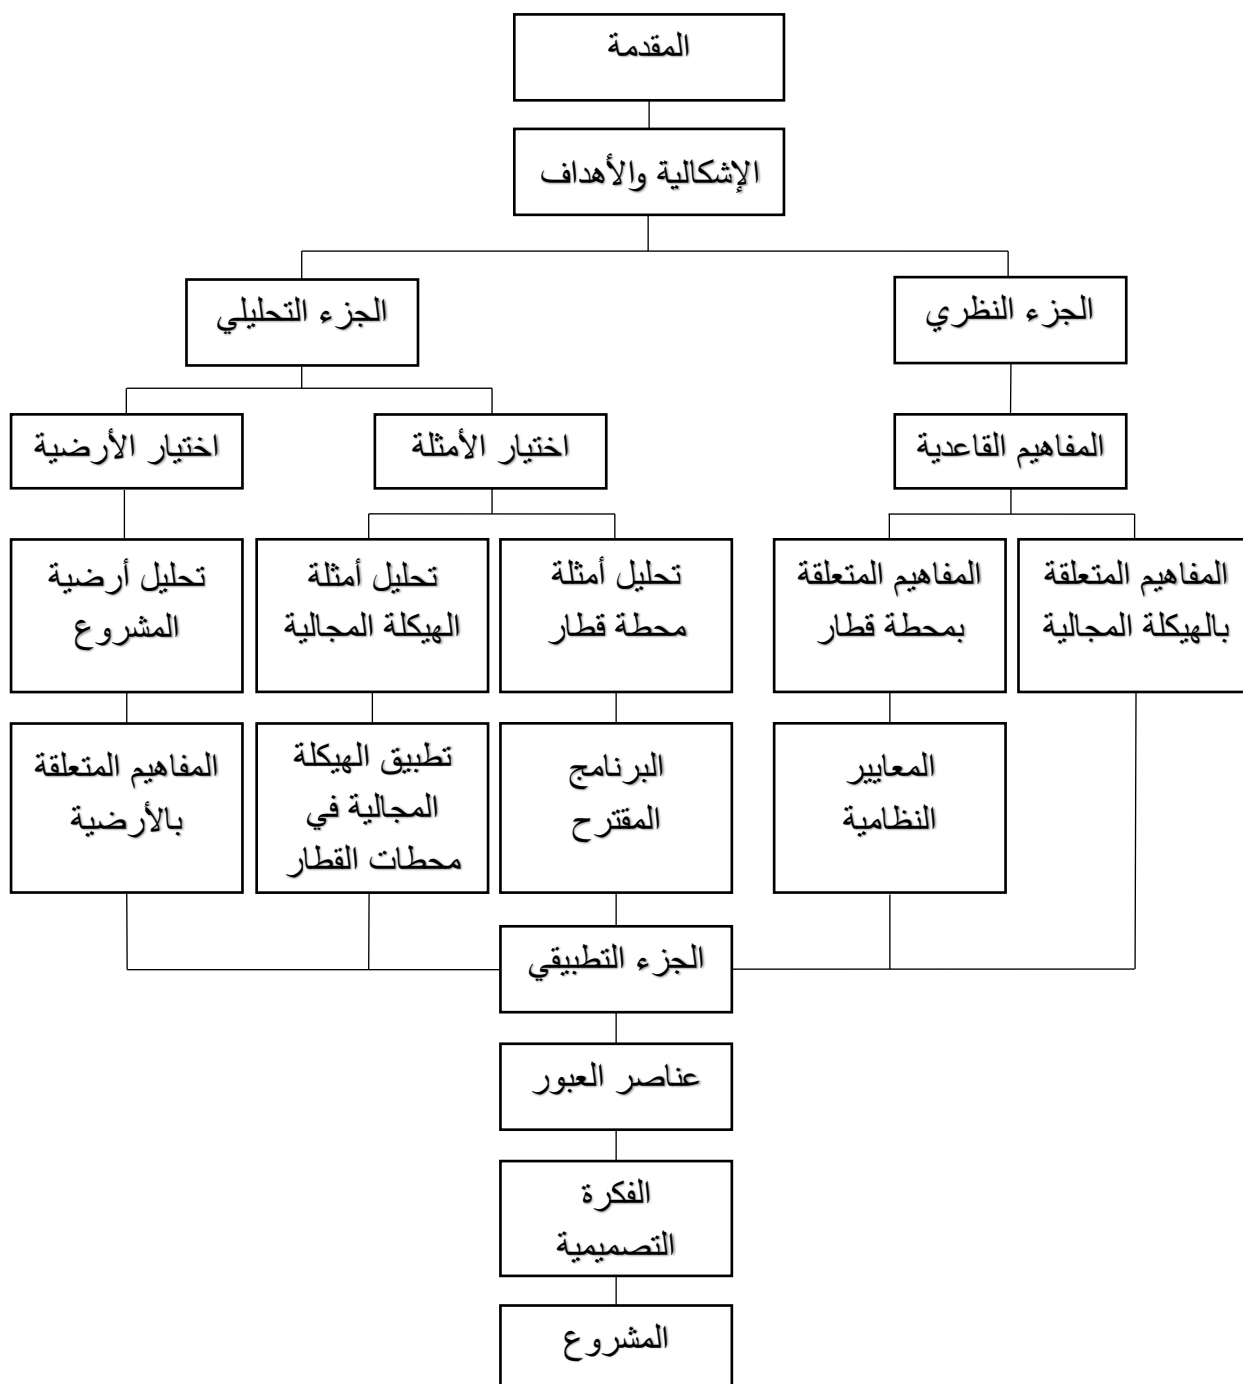 المقدمة
الإشكالية والأهداف
الجزء النظري
الجزء التحليلي
المفاهيم القاعدية
اختيار الأمثلة
اختيار الأرضية
المفاهيم المتعلقة
بالهيكلة المجالية
المفاهيم المتعلقة
بمحطة قطار
تحليل أمثلة
محطة قطار
تحليل أمثلة
الهيكلة المجالية
تحليل أرضية
المشروع
المعايير
النظامية
البرنامج
المقترح
تطبيق الهيكلة
المجالية في
محطات القطار
المفاهيم المتعلقة
بالأرضية
الجزء التطبيقي
عناصر العبور
الفكرة
التصميمية
المشروع